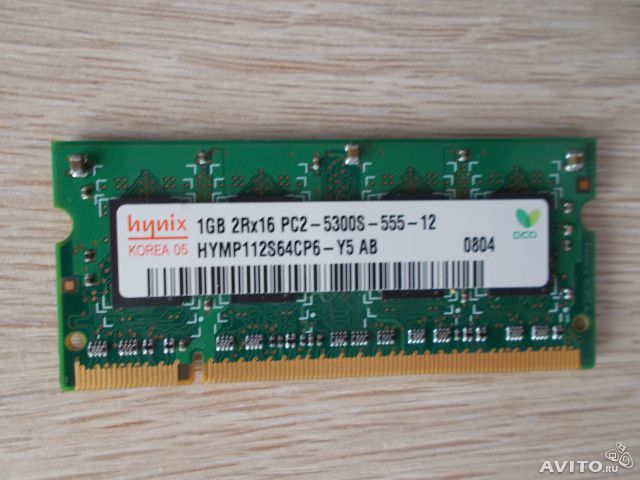 hynix
KOREA 05
1GB 2Rx16 PC2-5300S-555-12
HYMP112S64CP6-Y5 AB
0804
ECO
AVITO.ru